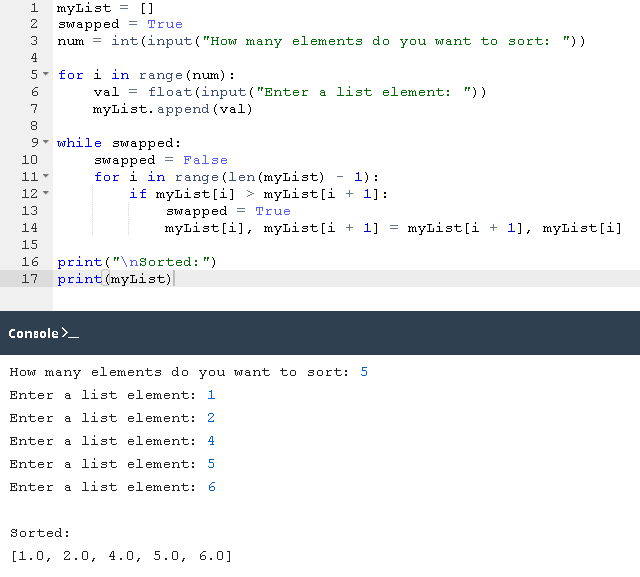 1 myList = []
2 swapped = True
3 num = int(input("How many elements do you want to sort: "))
4
5 for i in range(num):
6     val = float(input("Enter a list element: "))
7     myList.append(val)
8
9 while swapped:
10     swapped = False
11     for i in range(len(myList) - 1):
12         if myList[i] > myList[i + 1]:
13             swapped = True
14             myList[i], myList[i + 1] = myList[i + 1], myList[i]
15
16 print("\nSorted:")
17 print(myList)
Console >_
How many elements do you want to sort: 5
Enter a list element: 1
Enter a list element: 2
Enter a list element: 4
Enter a list element: 5
Enter a list element: 6
Sorted:
[1.0, 2.0, 4.0, 5.0, 6.0]